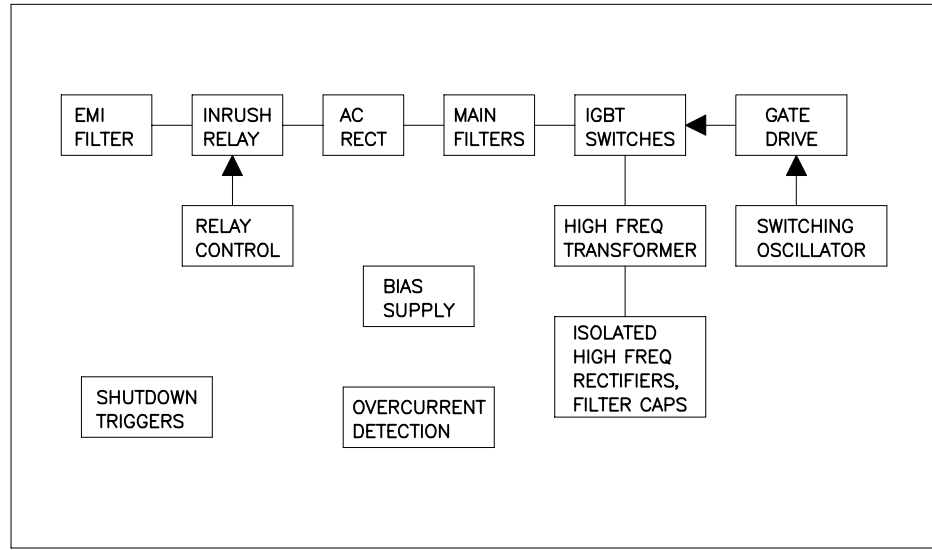 EMI
FILTER
INRUSH
RELAY
AC
RECT
MAIN
FILTERS
IGBT
SWITCHES
GATE
DRIVE
RELAY
CONTROL
HIGH FREQ
TRANSFORMER
SWITCHING
OSCILLATOR
BIAS
SUPPLY
ISOLATED
HIGH FREQ
RECTIFIERS,
FILTER CAPS
SHUTDOWN
TRIGGERS
OVERCURRENT
DETECTION